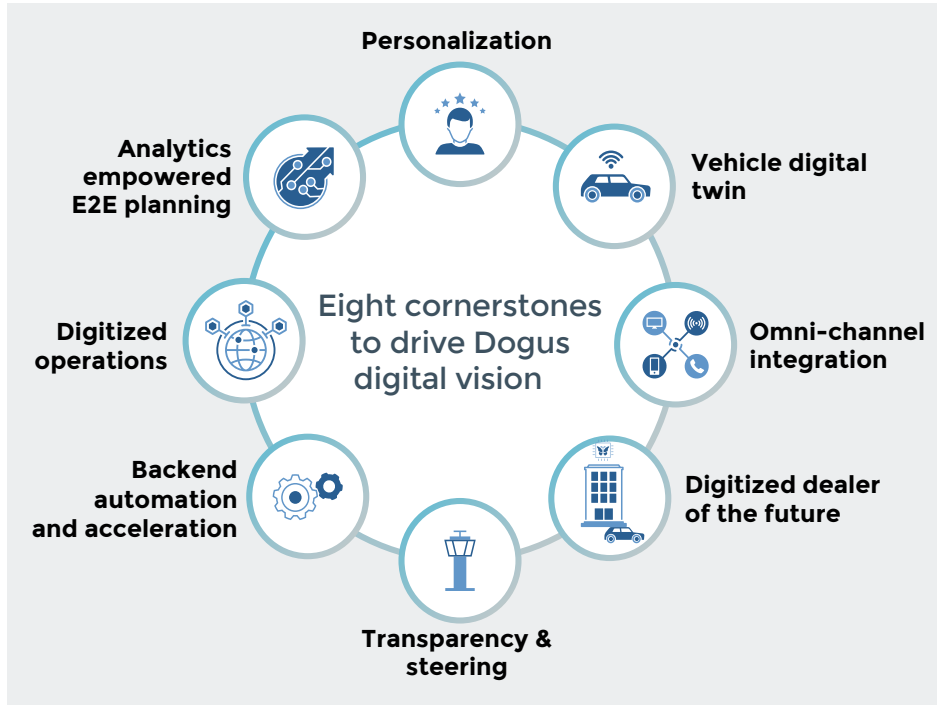 Personalization
Vehicle digital
twin
Omni-channel
integration
Digitized dealer
of the future
Transparency &
steering
Backend
automation
and acceleration
Digitized
operations
Analytics
empowered
E2E planning
Eight cornerstones
to drive Dogus
digital vision